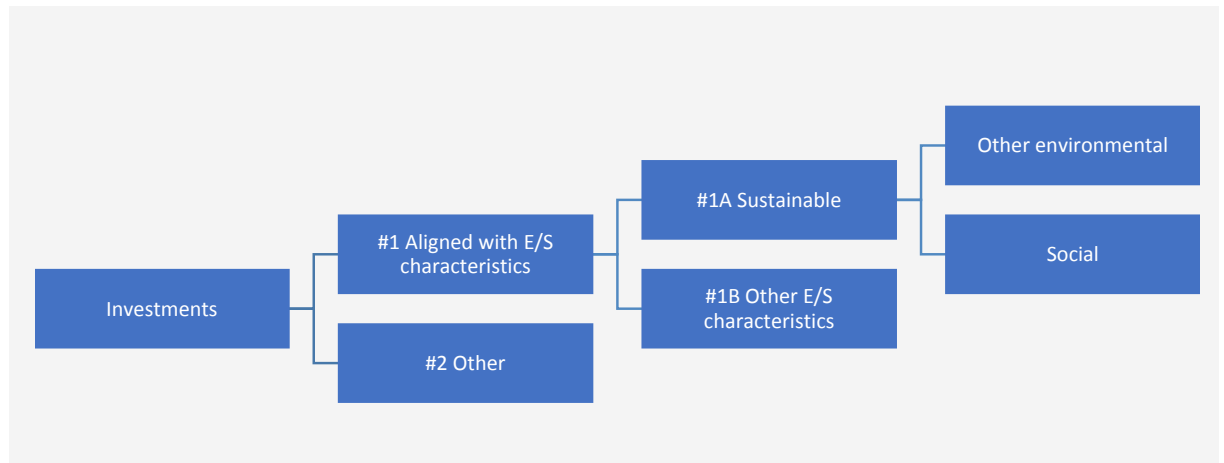 Investments
#1 Aligned with E/S
characteristics
#2 Other
#1A Sustainable
#1B Other E/S
characteristics
Other environmental
Social